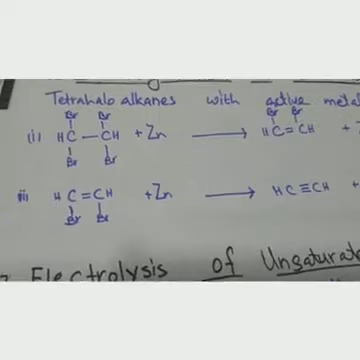 Tetrahalo alkanes with active metal
Br Br Br Br
(i) HC — CH + Zn ⟶ HC = CH +
Br Br
ii) HC = CH + Zn ⟶ HC ≡ CH +
Br Br
Electrolysis of Unsaturat